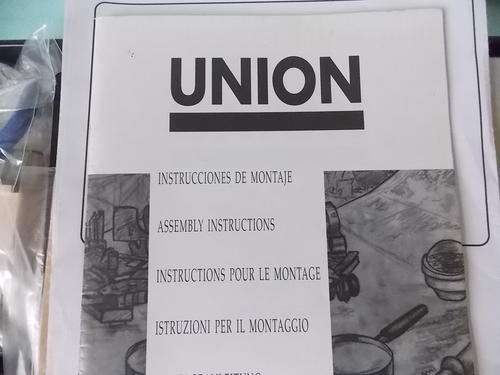 UNION
INSTRUCCIONES DE MONTAJE
ASSEMBLY INSTRUCTIONS
INSTRUCTIONS POUR LE MONTAGE
ISTRUZIONI PER IL MONTAGGIO